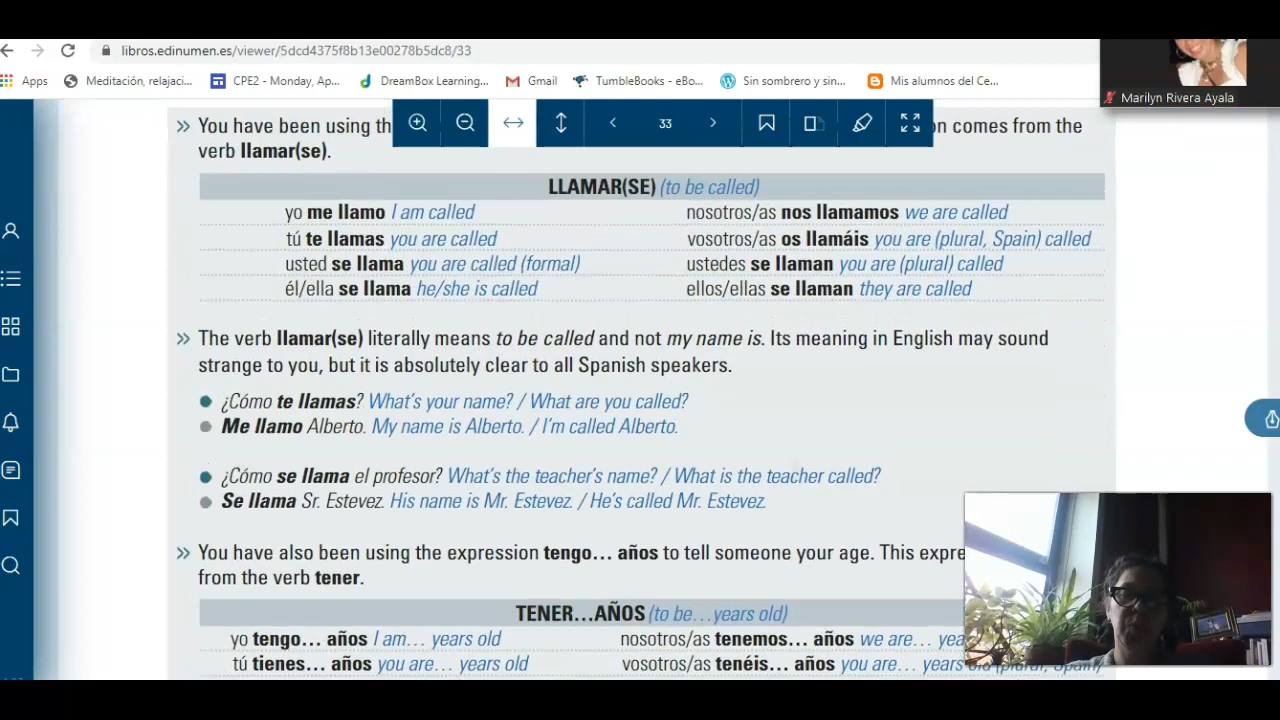 libros.edinumen.es/viewer/5dcd4375f8b13e00278b5dc8/33
Apps Meditación, relajaci... CPE2 - Monday, Ap... DreamBox Learning... Gmail TumbleBooks - eBo... Sin sombrero y sin... Mis alumnos del Ce...
Marilyn Rivera Ayala
33
» You have been using th on comes from the
verb llamar(se).
LLAMAR(SE) (to be called)
yo me llamo I am called nosotros/as nos llamamos we are called
tú te llamas you are called vosotros/as os llamáis you are (plural, Spain) called
usted se llama you are called (formal) ustedes se llaman you are (plural) called
él/ella se llama he/she is called ellos/ellas se llaman they are called
» The verb llamar(se) literally means to be called and not my name is. Its meaning in English may sound
strange to you, but it is absolutely clear to all Spanish speakers.
¿Cómo te llamas? What's your name? / What are you called?
Me llamo Alberto. My name is Alberto. / I'm called Alberto.
¿Cómo se llama el profesor? What's the teacher's name? / What is the teacher called?
Se llama Sr. Estevez. His name is Mr. Estevez. / He's called Mr. Estevez.
» You have also been using the expression tengo... años to tell someone your age. This expre
from the verb tener.
TENER...AÑOS (to be...years old)
yo tengo... años I am... years old nosotros/as tenemos... años we are... yea
tú tienes... años you are... years old vosotros/as tenéis... años you are... years old (plural, Spain)